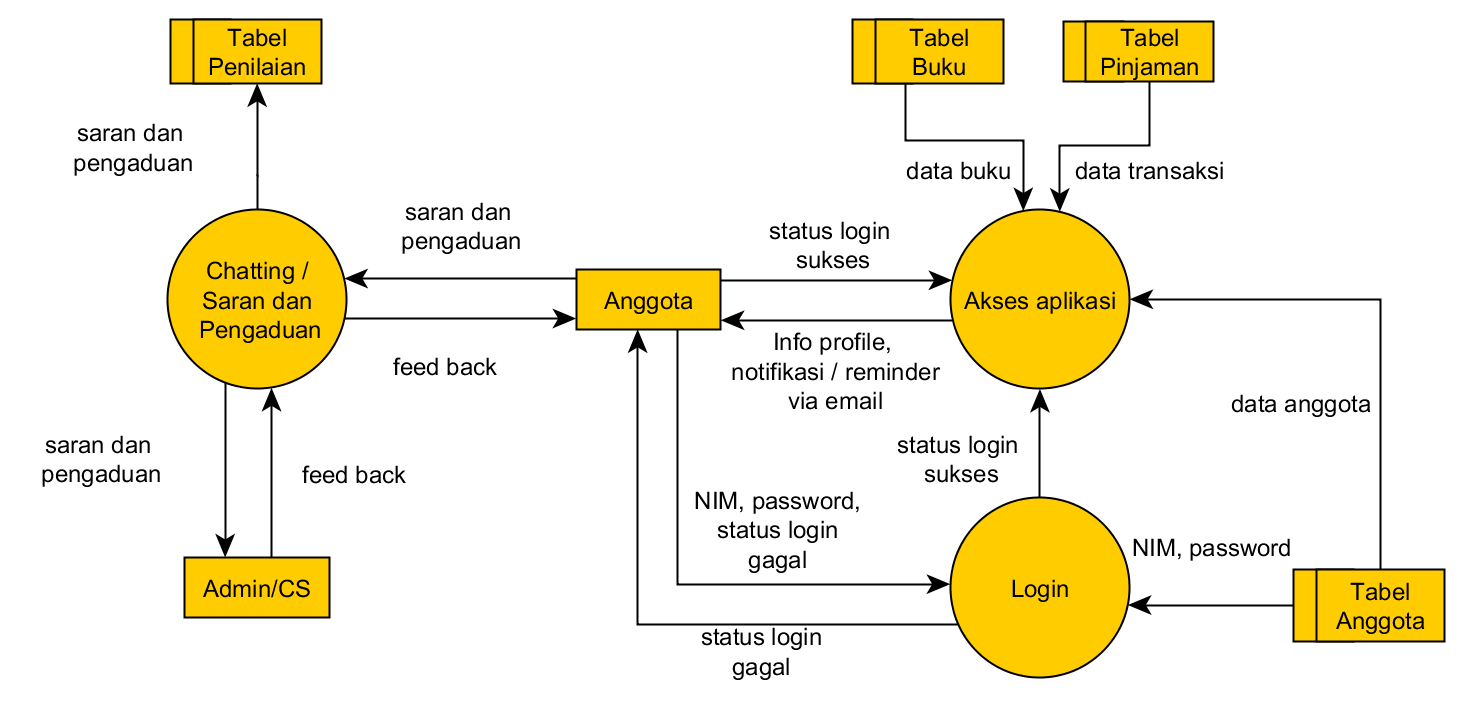 Tabel
Penilaian
Tabel
Buku
Tabel
Pinjaman
saran dan
pengaduan
data buku
data transaksi
saran dan
pengaduan
status login
sukses
Chatting /
Saran dan
Pengaduan
Anggota
Akses aplikasi
feed back
Info profile,
notifikasi / reminder
via email
data anggota
saran dan
pengaduan
feed back
status login
sukses
NIM, password,
status login
gagal
NIM, password
Admin/CS
Login
Tabel
Anggota
status login
gagal